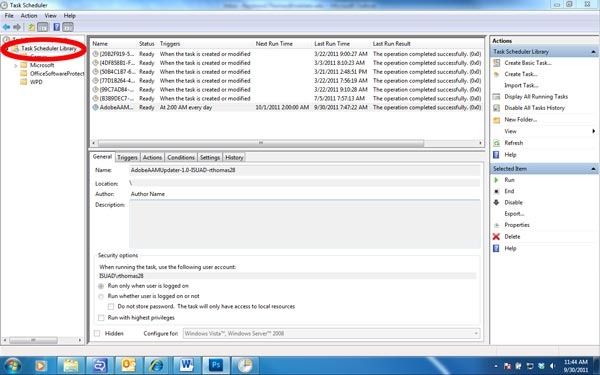 Task Scheduler
File Action View Help
Task Scheduler Library
Microsoft
OfficeSoftwareProtect
WPD
Name Status Triggers Next Run Time Last Run Time Last Run Result
Ready When the task is created or modified 3/22/2011 9:00:27 AM The operation completed successfully. (0x0)
Ready When the task is created or modified 3/3/2011 8:10:23 AM The operation completed successfully. (0x0)
Ready When the task is created or modified 3/21/2011 2:48:51 PM The operation completed successfully. (0x0)
Ready When the task is created or modified 3/22/2011 7:56:19 AM The operation completed successfully. (0x0)
Ready When the task is created or modified 3/22/2011 9:10:28 AM The operation completed successfully. (0x0)
Ready When the task is created or modified 7/5/2011 7:57:13 AM The operation completed successfully. (0x0)
AdobeAAM... Ready At 2:00 AM every day 10/1/2011 2:00:00 AM 9/30/2011 7:47:22 AM The operation completed successfully. (0x0)
General Triggers Actions Conditions Settings History
Name: AdobeAAMUpdater-1.0-ISUAD-rthomas28
Location: \
Author: Author Name
Description:
Security options
When running the task, use the following user account:
ISUAD\rthomas28
Run only when user is logged on
Run whether user is logged on or not
Do not store password. The task will only have access to local resources
Run with highest privileges
Hidden Configure for: Windows Vista™, Windows Server™ 2008
Actions
Task Scheduler Library
Create Basic Task...
Create Task...
Import Task...
Display All Running Tasks
Disable All Tasks History
New Folder...
View
Refresh
Help
Selected Item
Run
End
Disable
Export...
Properties
Delete
Help
11:44 AM
9/30/2011